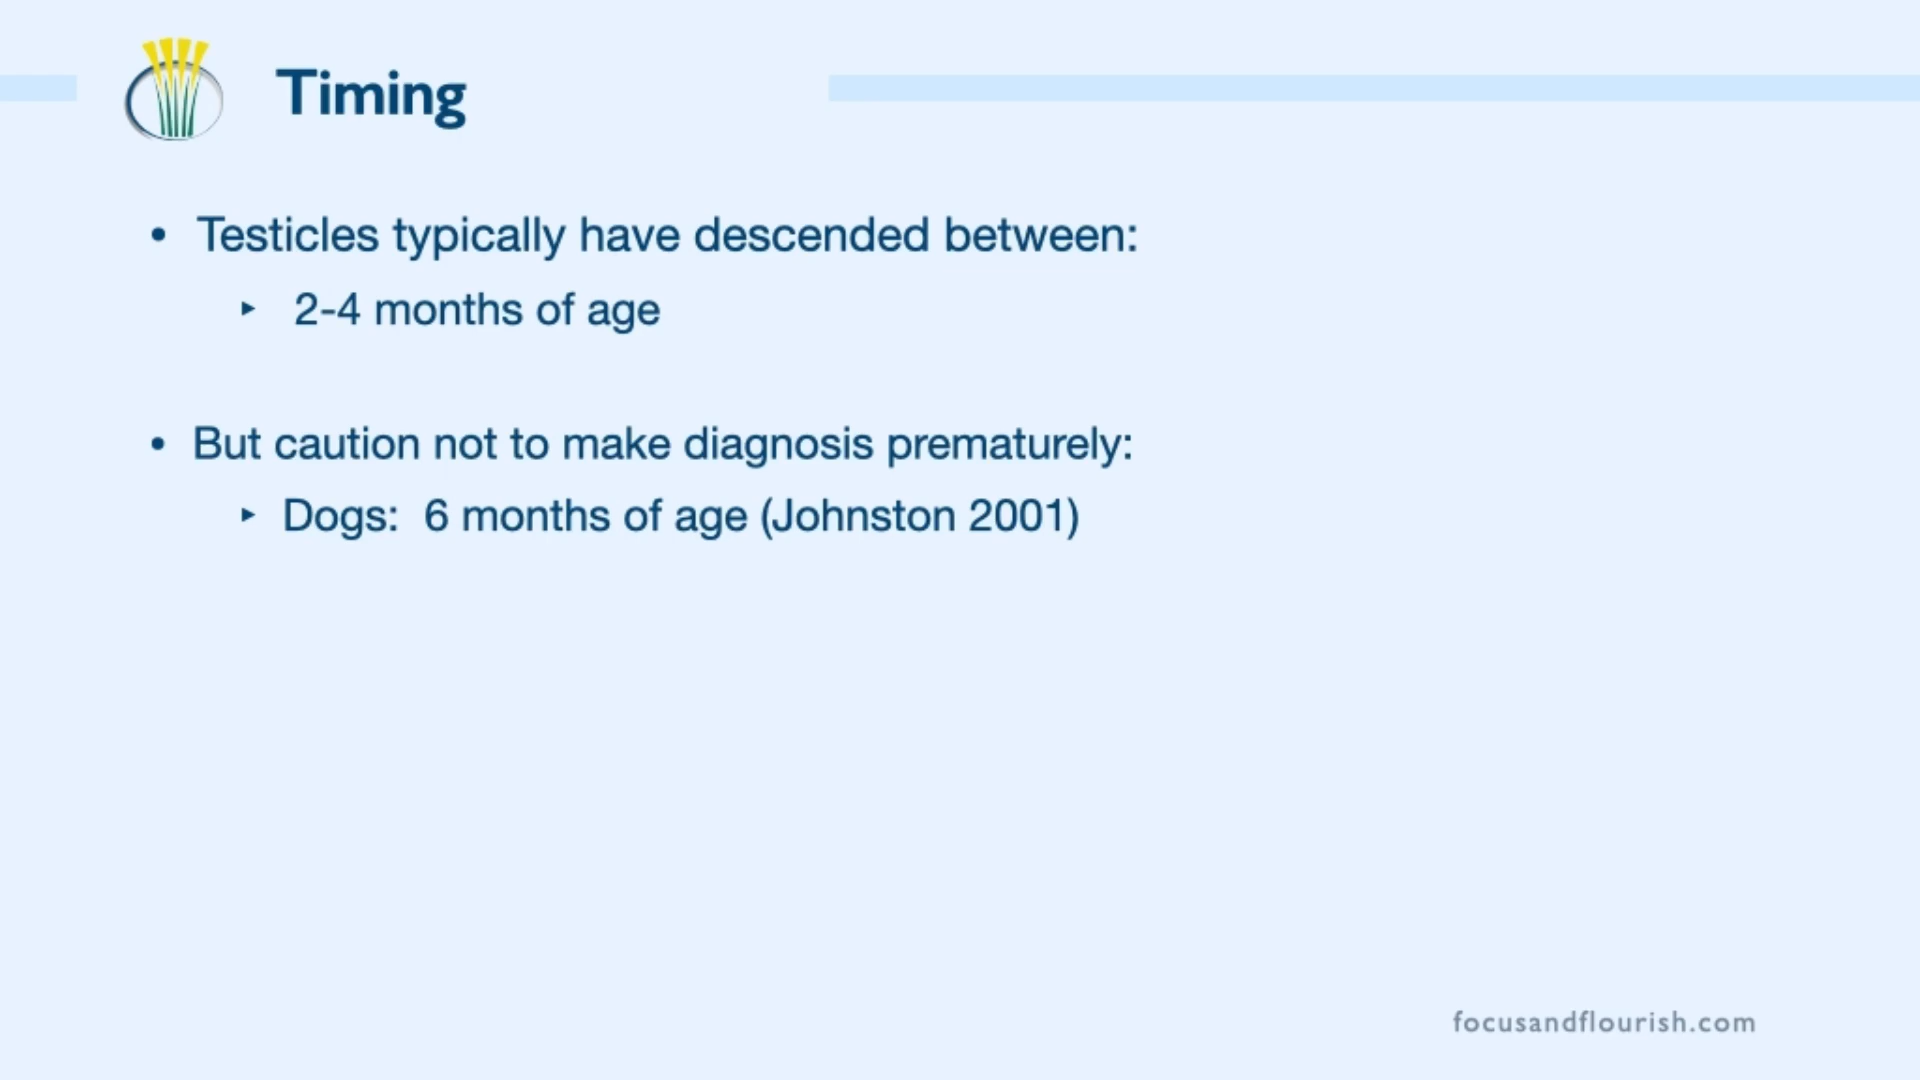 Timing
• Testicles typically have descended between:
‣ 2-4 months of age
• But caution not to make diagnosis prematurely:
‣ Dogs:  6 months of age (Johnston 2001)
focusandflourish.com